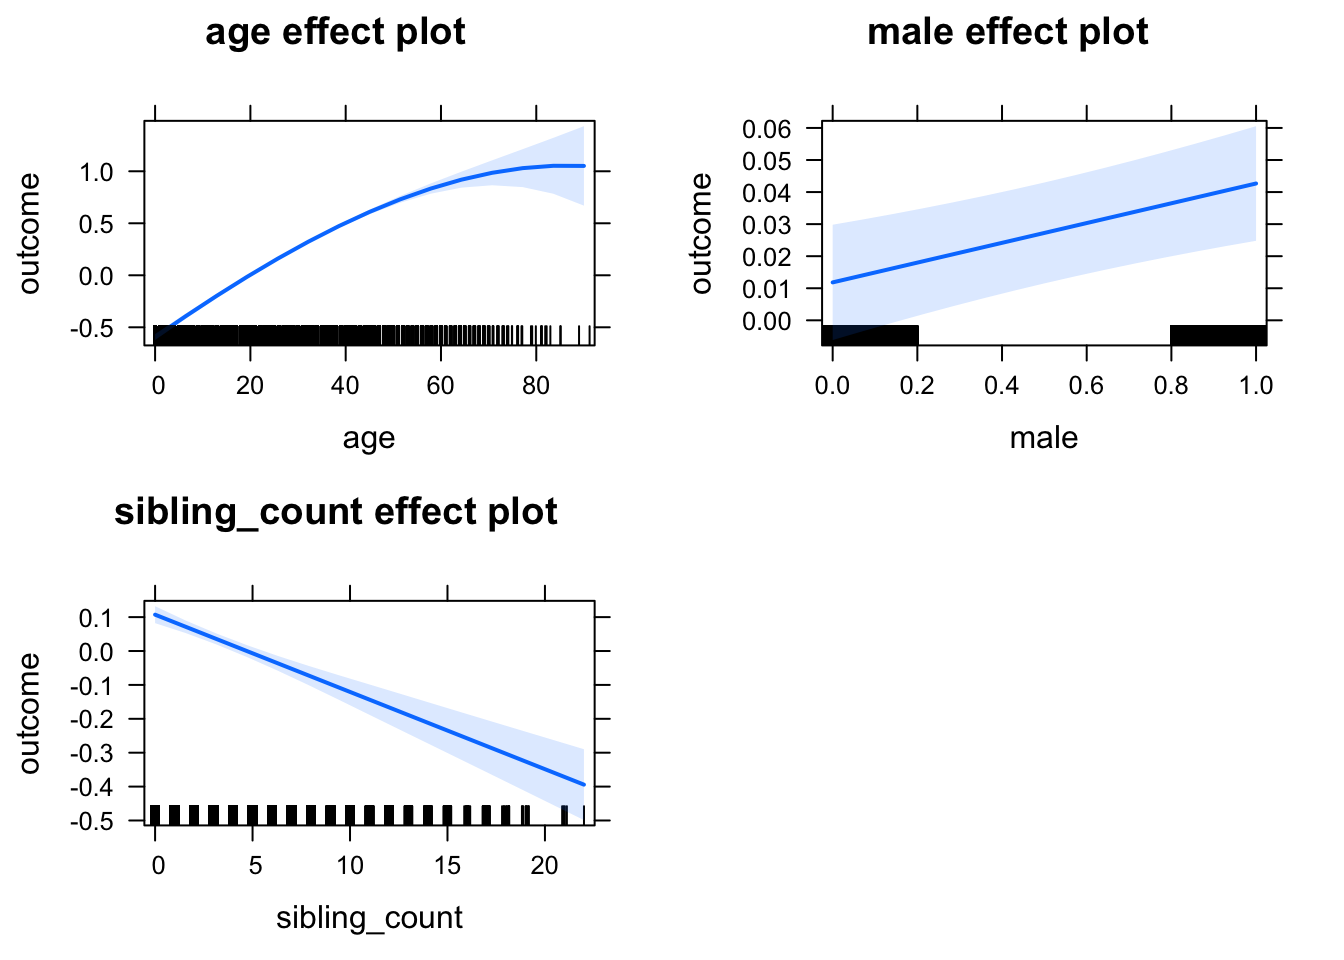 age effect plot
outcome
1.0
0.5
0.0
-0.5
0 20 40 60 80
age
male effect plot
outcome
0.06
0.05
0.04
0.03
0.02
0.01
0.00
0.0 0.2 0.4 0.6 0.8 1.0
male
sibling_count effect plot
outcome
0.1
0.0
-0.1
-0.2
-0.3
-0.4
-0.5
0 5 10 15 20
sibling_count